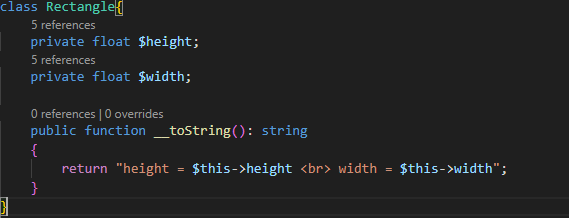 class Rectangle{
5 references
private float $height;
5 references
private float $width;
0 references | 0 overrides
public function __toString(): string
{
return "height = $this->height <br> width = $this->width";
}
}